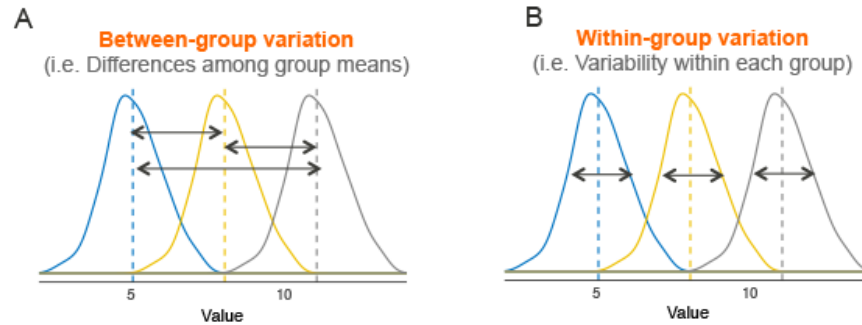 A
Between-group variation
(i.e. Differences among group means)
5
10
Value
B
Within-group variation
(i.e. Variability within each group)
5
10
Value